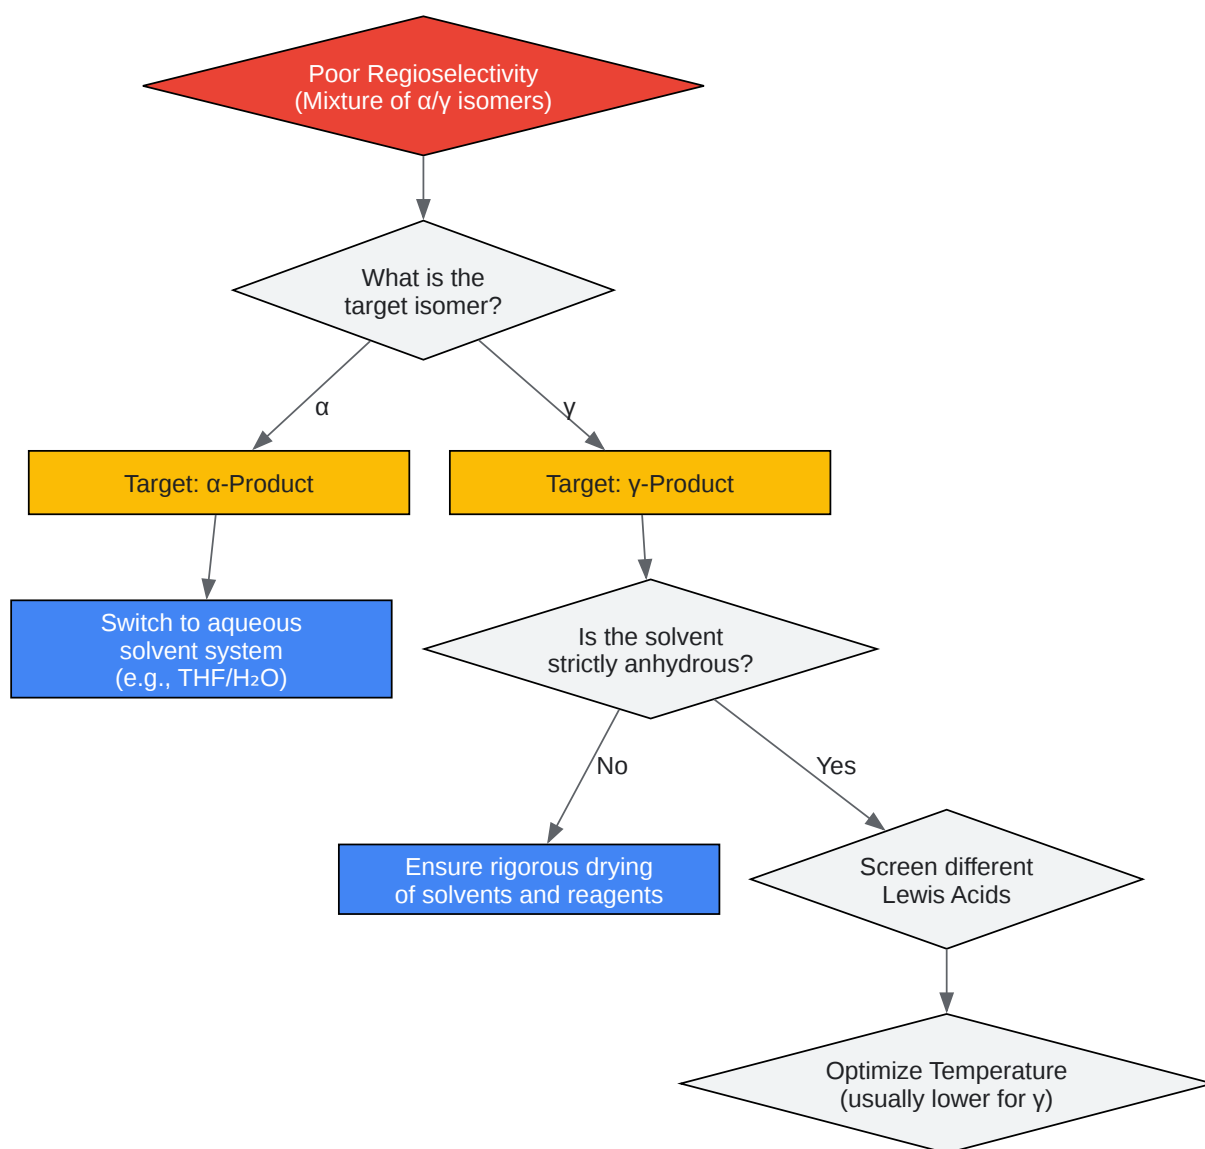 Poor Regioselectivity
(Mixture of α/γ isomers)
What is the
target isomer?
α
γ
Target: α-Product
Target: γ-Product
Switch to aqueous
solvent system
(e.g., THF/H₂O)
Is the solvent
strictly anhydrous?
No
Yes
Ensure rigorous drying
of solvents and reagents
Screen different
Lewis Acids
Optimize Temperature
(usually lower for γ)